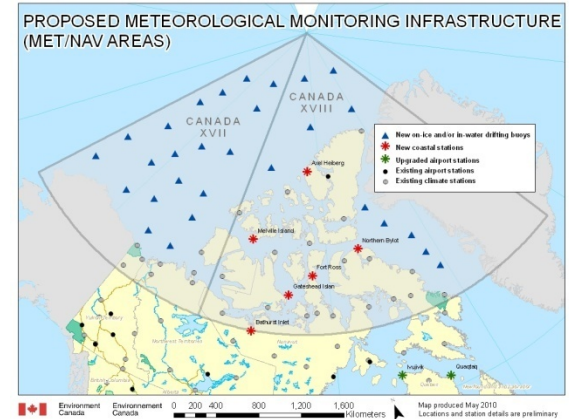 PROPOSED METEOROLOGICAL MONITORING INFRASTRUCTURE
(MET/NAV AREAS)
CANADA
XVII
CANADA
XVIII
New on-ice and/or in-water drifting buoys
New coastal stations
Upgraded airport stations
Existing airport stations
Existing climate stations
Axel Heiberg
Melville Island
Northern Bylot
Fort Ross
Gateshead Islan
Bathurst Inlet
Ivujivik
Quaqtaq
Environment
Canada
Environnement
Canada
0 200 400 800 1,200 1,600
Kilometers
Map produced May 2010
Locations and station details are preliminary